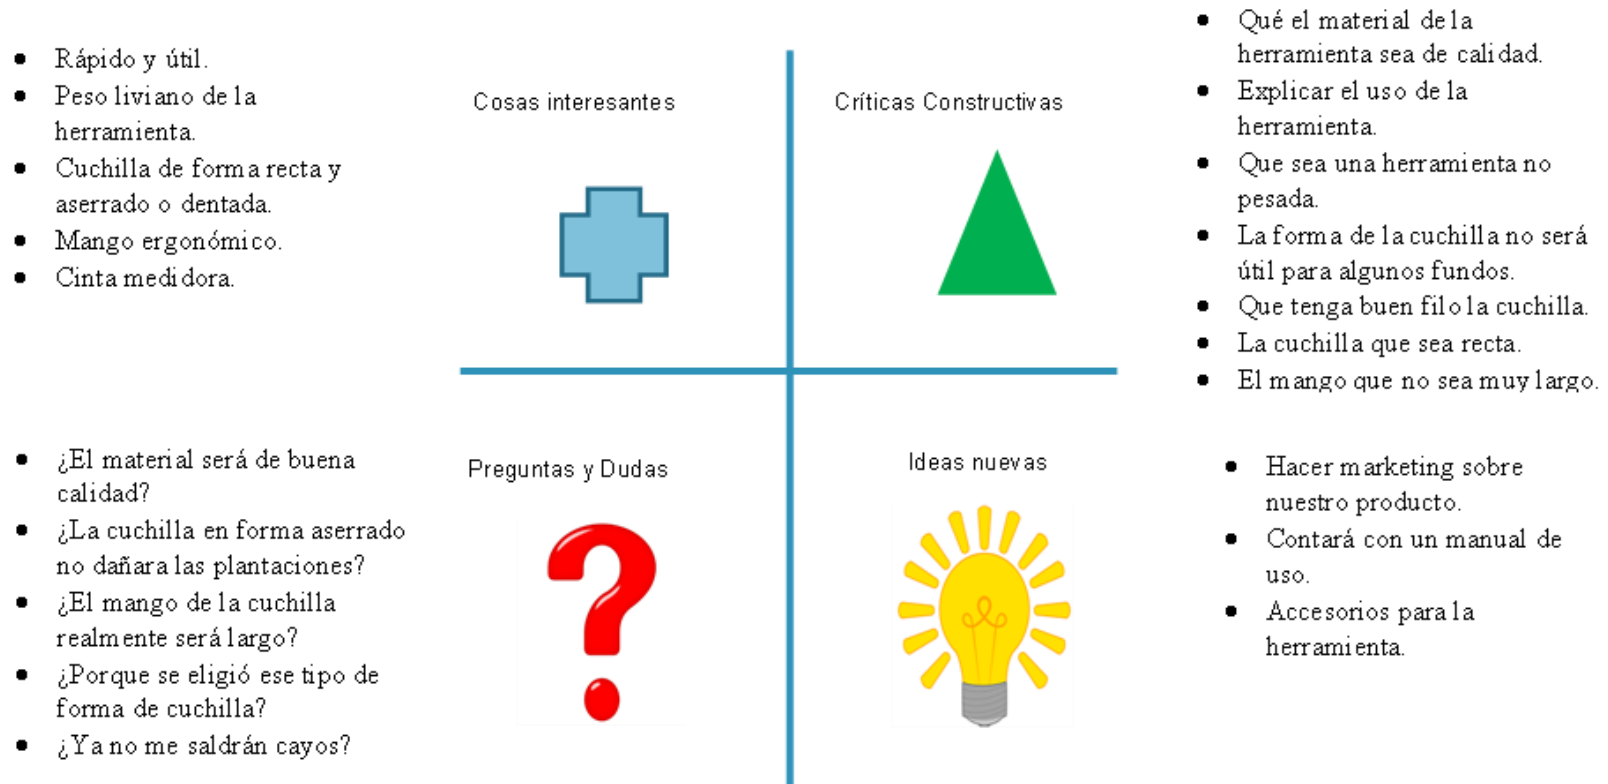 Cosas interesantes
• Rápido y útil.
• Peso liviano de la
herramienta.
• Cuchilla de forma recta y
aserrado o dentada.
• Mango ergonómico.
• Cinta medidora.
Críticas Constructivas
• Qué el material de la
herramienta sea de calidad.
• Explicar el uso de la
herramienta.
• Que sea una herramienta no
pesada.
• La forma de la cuchilla no será
útil para algunos fundos.
• Que tenga buen filo la cuchilla.
• La cuchilla que sea recta.
• El mango que no sea muy largo.
Preguntas y Dudas
• ¿El material será de buena
calidad?
• ¿La cuchilla en forma aserrado
no dañara las plantaciones?
• ¿El mango de la cuchilla
realmente será largo?
• ¿Porque se eligió ese tipo de
forma de cuchilla?
• ¿Ya no me saldrán cayos?
Ideas nuevas
• Hacer marketing sobre
nuestro producto.
• Contará con un manual de
uso.
• Accesorios para la
herramienta.